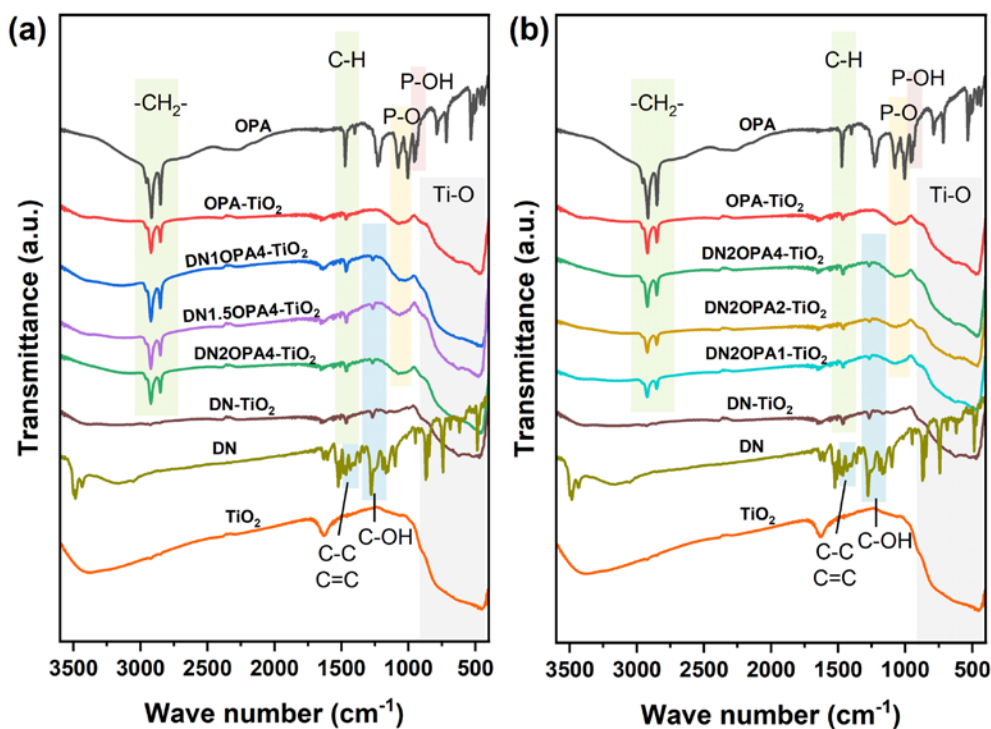 (a)
C-H
P-OH
-CH₂-
P-O
OPA
Ti-O
OPA-TiO₂
DN1OPA4-TiO₂
DN1.5OPA4-TiO₂
DN2OPA4-TiO₂
DN-TiO₂
DN
TiO₂
C-C
C=C
C-OH
Transmittance (a.u.)
3500 3000 2500 2000 1500 1000 500
Wave number (cm⁻¹)
(b)
C-H
P-OH
-CH₂-
P-O
OPA
Ti-O
OPA-TiO₂
DN2OPA4-TiO₂
DN2OPA2-TiO₂
DN2OPA1-TiO₂
DN-TiO₂
DN
TiO₂
C-C
C=C
C-OH
Transmittance (a.u.)
3500 3000 2500 2000 1500 1000 500
Wave number (cm⁻¹)